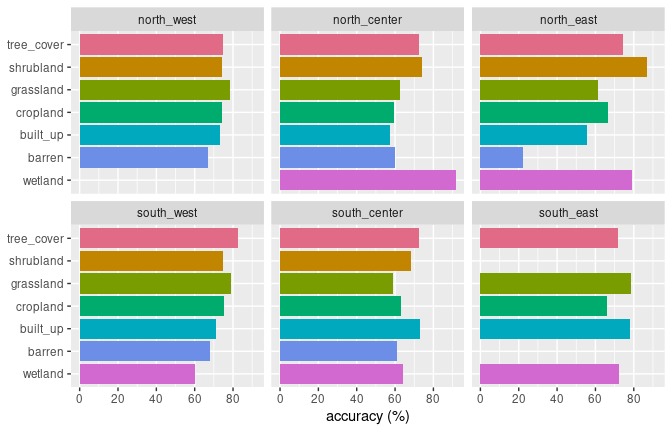 north_west north_center north_east
tree_cover
shrubland
grassland
cropland
built_up
barren
wetland
south_west south_center south_east
tree_cover
shrubland
grassland
cropland
built_up
barren
wetland
0 20 40 60 80 0 20 40 60 80 0 20 40 60 80
accuracy (%)